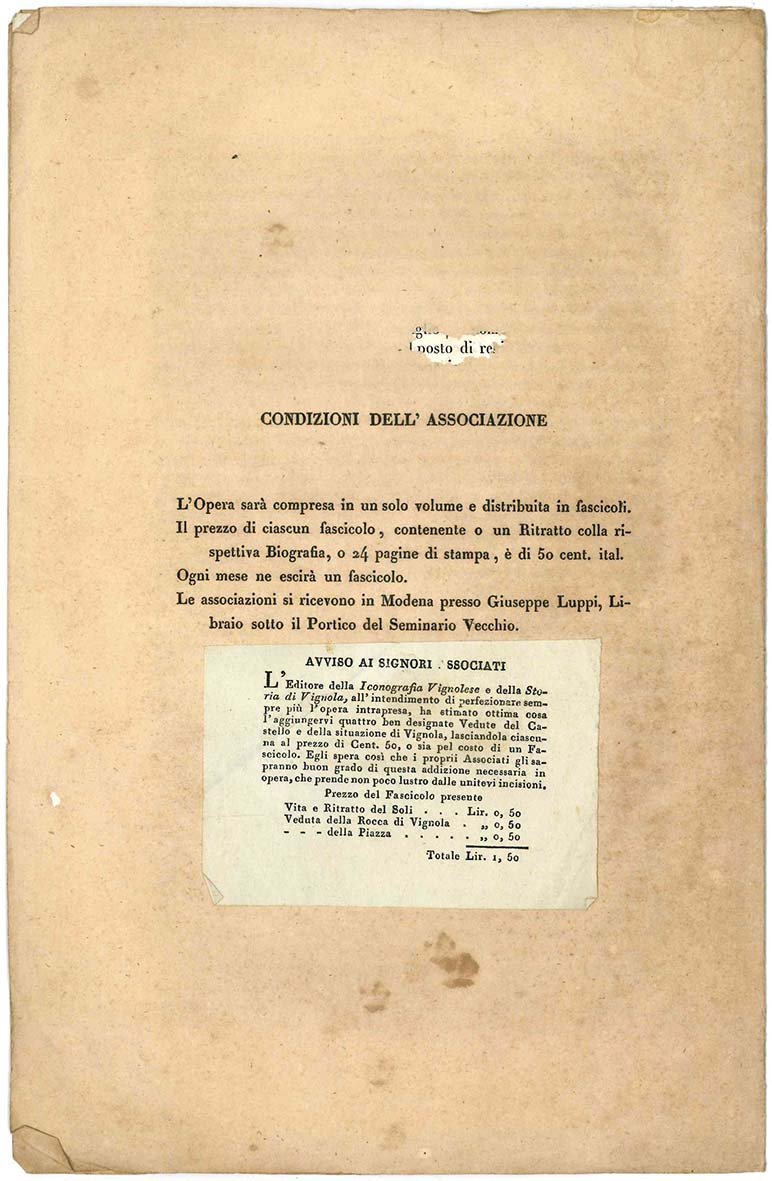 posto di
CONDIZIONI DELL' ASSOCIAZIONE
L'Opera sarà compresa in un solo volume e distribuita in fascicoli.
Il prezzo di ciascun fascicolo, contenente o un Ritratto colla ri-
spettiva Biografia, o 24 pagine di stampa, è di 50 cent. ital.
Ogni mese ne escirà un fascicolo.
Le associazioni si ricevono in Modena presso Giuseppe Luppi, Li-
braio sotto il Portico del Seminario Vecchio.
AVVISO AI SIGNORI SSOCIATI
L'Editore della Iconografia Vignolese e della Sto-
ria di Vignola, all'intendimento di perfezionare sem-
pre più l'opera intrapresa, ha stimato ottima cosa
l'aggiungervi quattro ben designate Vedute del Ca-
stello e della situazione di Vignola, lasciandola ciascu-
na al prezzo di Cent. 50, o sia pel costo di un Fa-
scicolo. Egli spera così che i proprii Associati gli sa-
pranno buon grado di questa addizione necessaria in
opera, che prende non poco lustro dalle unitevi incisioni.
Prezzo del Fascicolo presente
Vita e Ritratto del Soli . . . Lir. 0, 50
Veduta della Rocca di Vignola . „ 0, 50
- - - della Piazza . . . . . „ 0, 50
Totale Lir. 1, 50